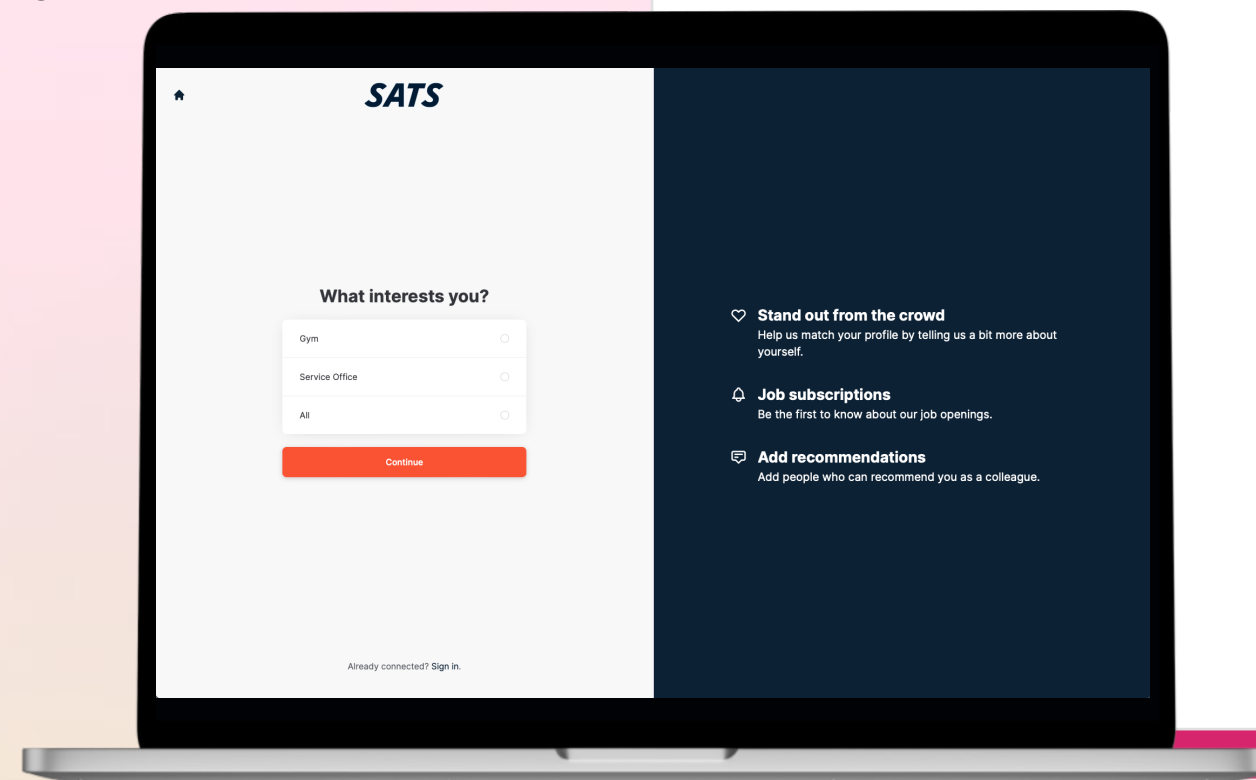 SATS
What interests you?
Gym
Service Office
All
Continue
Already connected? Sign in.
Stand out from the crowd
Help us match your profile by telling us a bit more about
yourself.
Job subscriptions
Be the first to know about our job openings.
Add recommendations
Add people who can recommend you as a colleague.